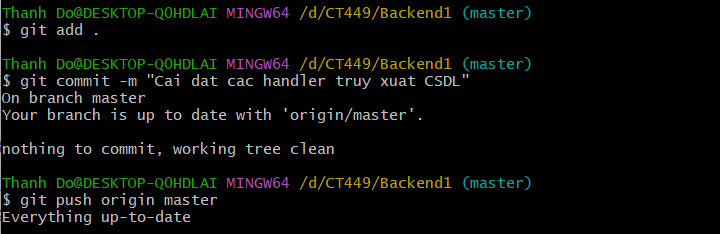 Thanh Do@DESKTOP-Q0HDLAI MINGW64 /d/CT449/Backend1 (master)
$ git add .
Thanh Do@DESKTOP-Q0HDLAI MINGW64 /d/CT449/Backend1 (master)
$ git commit -m "Cai dat cac handler truy xuat CSDL"
On branch master
Your branch is up to date with 'origin/master'.
nothing to commit, working tree clean
Thanh Do@DESKTOP-Q0HDLAI MINGW64 /d/CT449/Backend1 (master)
$ git push origin master
Everything up-to-date